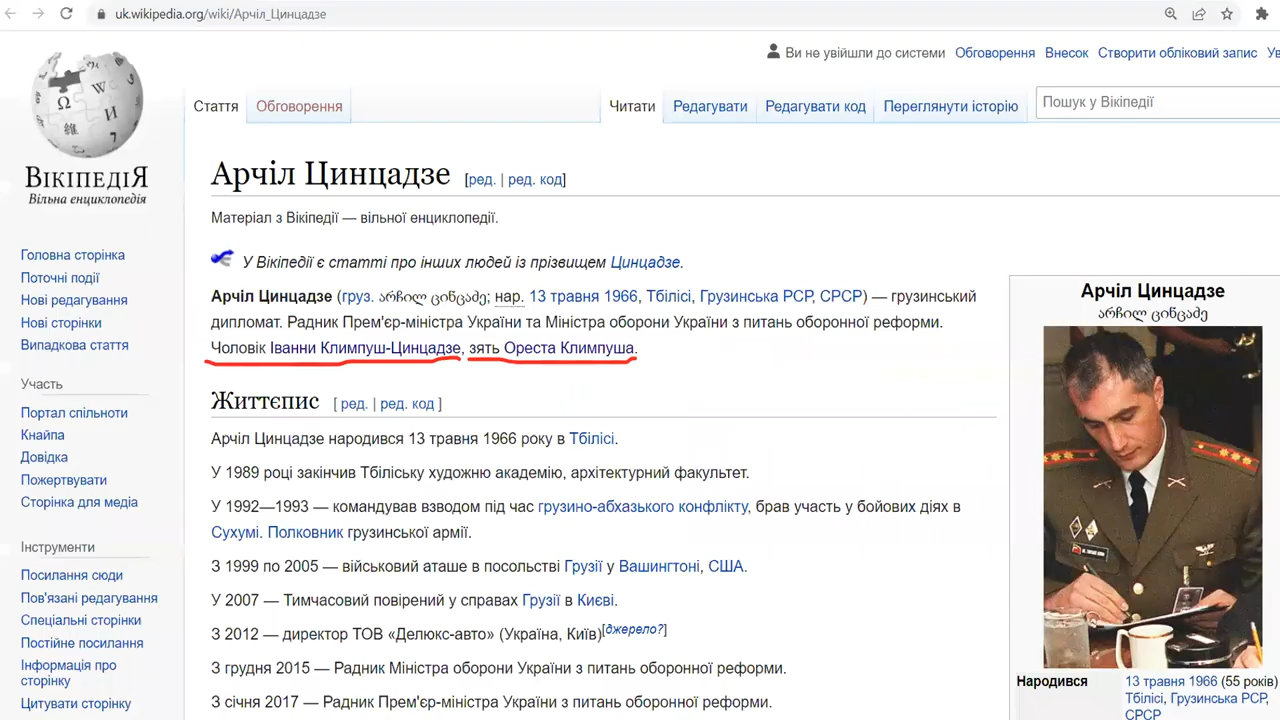 uk.wikipedia.org/wiki/Арчіл_Цинцадзе
Ви не увійшли до системи Обговорення Внесок Створити обліковий запис Ув
Стаття Обговорення Читати Редагувати Редагувати код Переглянути історію Пошук у Вікіпедії
ВІКІПЕДІЯ
Вільна енциклопедія
Головна сторінка
Поточні події
Нові редагування
Нові сторінки
Випадкова стаття
Участь
Портал спільноти
Кнайпа
Довідка
Пожертвувати
Сторінка для медіа
Інструменти
Посилання сюди
Пов'язані редагування
Спеціальні сторінки
Постійне посилання
Інформація про
сторінку
Цитувати сторінку
Арчіл Цинцадзе [ред. | ред. код]
Матеріал з Вікіпедії — вільної енциклопедії.
У Вікіпедії є статті про інших людей із прізвищем Цинцадзе.
Арчіл Цинцадзе (груз. არჩილ ცინცაძე; нар. 13 травня 1966, Тбілісі, Грузинська РСР, СРСР) — грузинський
дипломат. Радник Прем'єр-міністра України та Міністра оборони України з питань оборонної реформи.
Чоловік Іванни Климпуш-Цинцадзе, зять Ореста Климпуша.
Життєпис [ ред. | ред. код ]
Арчіл Цинцадзе народився 13 травня 1966 року в Тбілісі.
У 1989 році закінчив Тбіліську художню академію, архітектурний факультет.
У 1992—1993 — командував взводом під час грузино-абхазького конфлікту, брав участь у бойових діях в
Сухумі. Полковник грузинської армії.
З 1999 по 2005 — військовий аташе в посольстві Грузії у Вашингтоні, США.
У 2007 — Тимчасовий повірений у справах Грузії в Києві.
З 2012 — директор ТОВ «Делюкс-авто» (Україна, Київ)[джерело?]
З грудня 2015 — Радник Міністра оборони України з питань оборонної реформи.
З січня 2017 — Радник Прем'єр-міністра України з питань оборонної реформи.
Арчіл Цинцадзе
არჩილ ცინცაძე
Народився 13 травня 1966 (55 років)
Тбілісі, Грузинська РСР,
СРСР